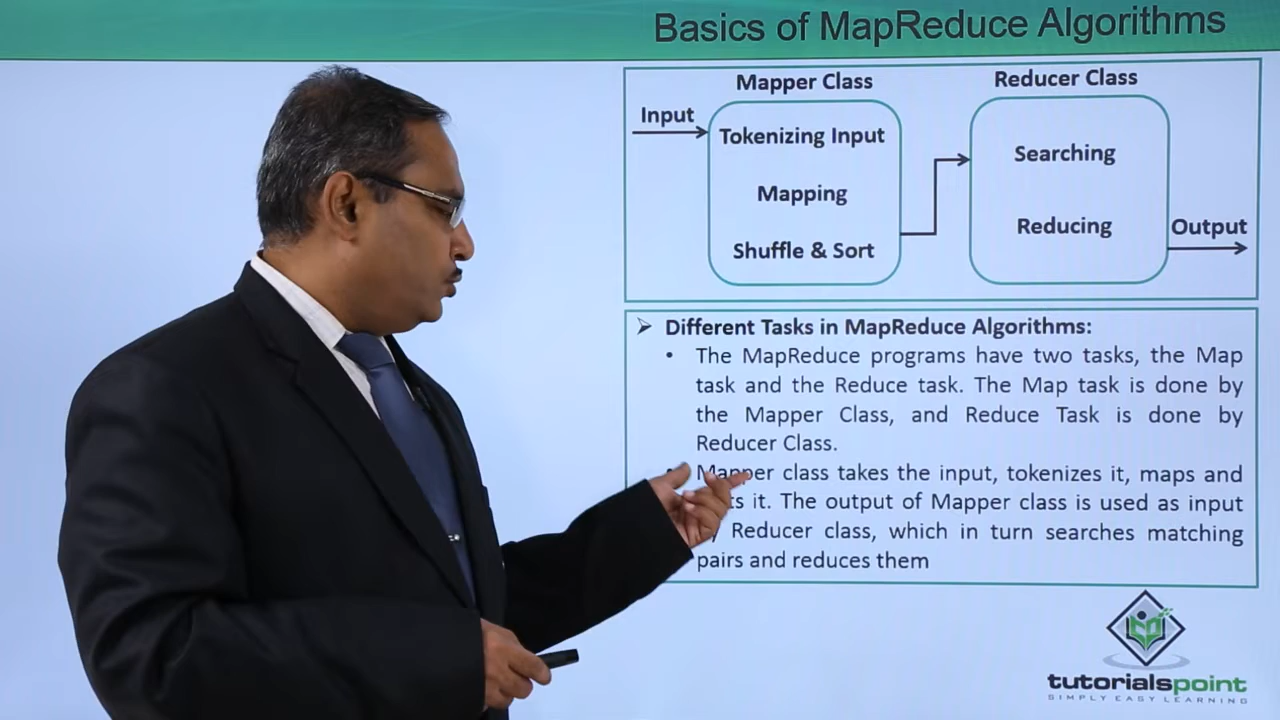 Basics of MapReduce Algorithms
Mapper Class
Reducer Class
Input
Tokenizing Input
Mapping
Shuffle & Sort
Searching
Reducing
Output
➢ Different Tasks in MapReduce Algorithms:
• The MapReduce programs have two tasks, the Map
task and the Reduce task. The Map task is done by
the Mapper Class, and Reduce Task is done by
Reducer Class.
Mapper class takes the input, tokenizes it, maps and
it. The output of Mapper class is used as input
Reducer class, which in turn searches matching
pairs and reduces them
tutorialspoint
SIMPLY EASY LEARNING